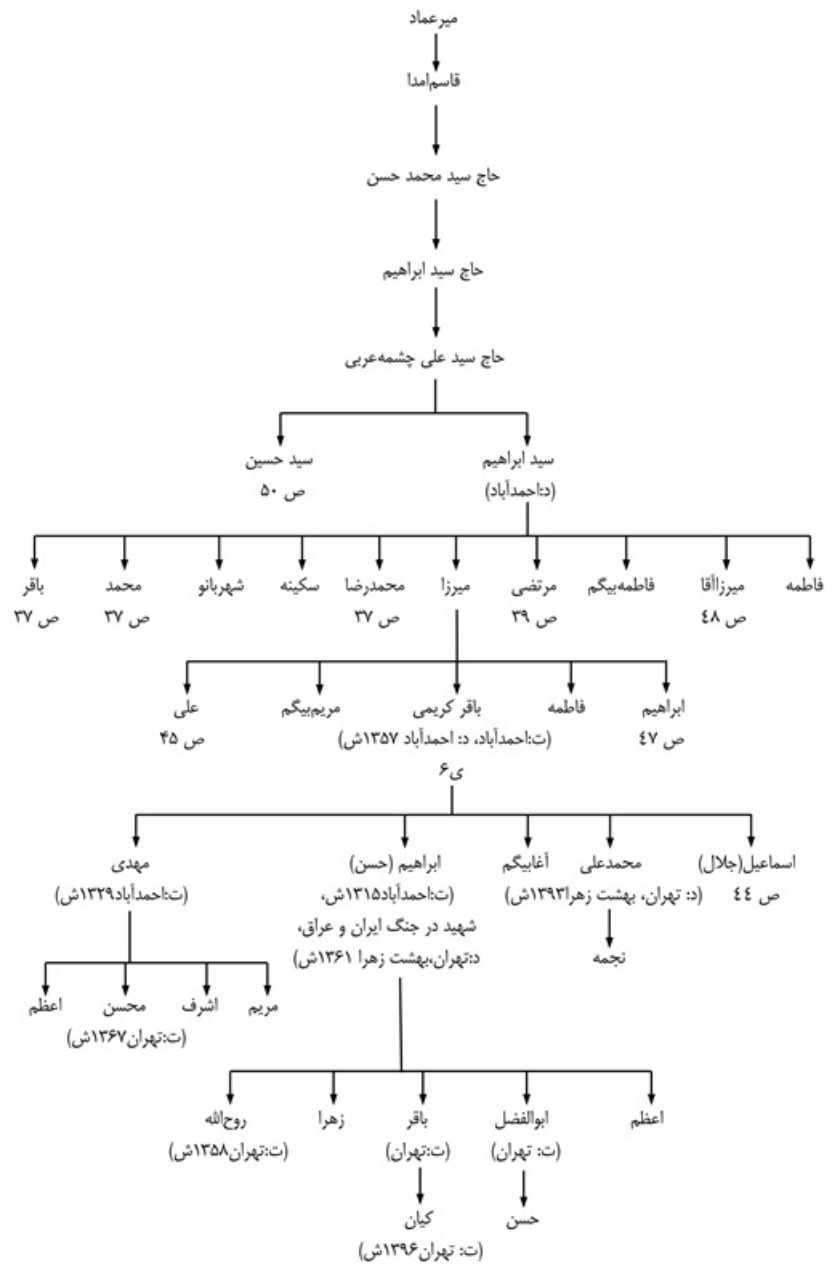 میرعماد
قاسم‌امدا
حاج سید محمد حسن
حاج سید ابراهیم
حاج سید علی چشمه‌عربی
سید ابراهیم
(د:احمدآباد)
سید حسین
ص ۵۰
فاطمه
میرزاآقا
ص ٤٨
فاطمه‌بیگم
مرتضی
ص ۳۹
میرزا
محمدرضا
ص ۳۷
سکینه
شهربانو
محمد
ص ۳۷
باقر
ص ۳۷
ابراهیم
ص ٤٧
فاطمه
باقر کریمی
(ت:احمدآباد، د: احمدآباد ۱۳۵۷ش)
ی۶
مریم‌بیگم
علی
ص ۴۵
اسماعیل(جلال)
ص ٤٤
محمدعلی
(د: تهران، بهشت زهرا۱۳۹۳ش)
نجمه
آغابیگم
ابراهیم (حسن)
(ت:احمدآباد۱۳۱۵ش،
شهید در جنگ ایران و عراق،
د:تهران،بهشت زهرا ۱۳۶۱ش)
مهدی
(ت:احمدآباد۱۳۲۹ش)
مریم
اشرف
محسن
(ت:تهران۱۳۶۷ش)
اعظم
اعظم
ابوالفضل
(ت: تهران)
حسن
باقر
(ت:تهران)
کیان
(ت: تهران۱۳۹۶ش)
زهرا
روح‌الله
(ت:تهران۱۳۵۸ش)